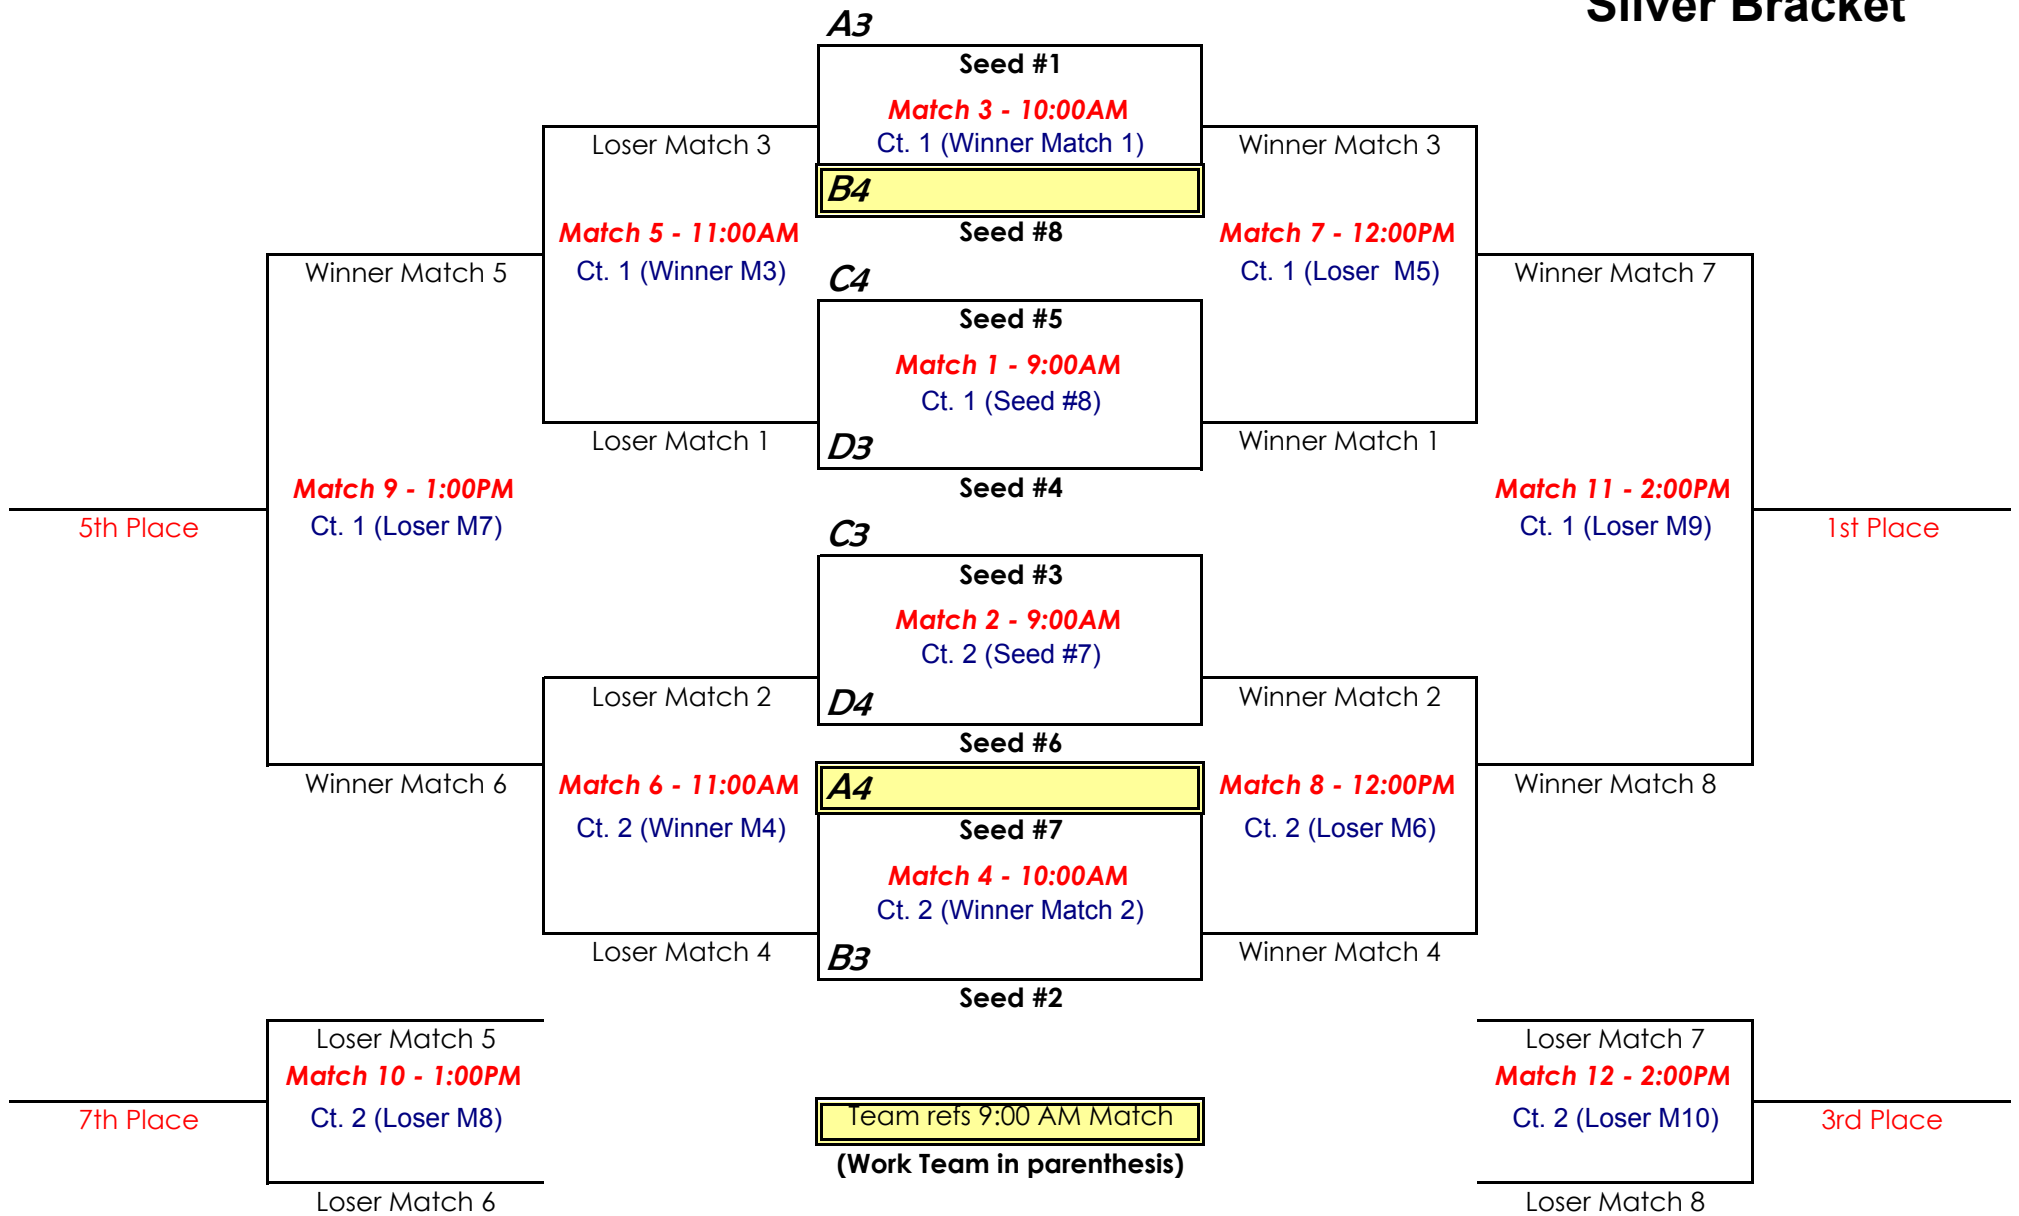 Silver Bracket
A3
Seed #1
Match 3 - 10:00AM
Loser Match 3
Ct. 1 (Winner Match 1)
Winner Match 3
B4
Match 5 - 11:00AM
Seed #8
Match 7 - 12:00PM
Winner Match 5
Ct. 1 (Winner M3)
C4
Ct. 1 (Loser  M5)
Winner Match 7
Seed #5
Match 1 - 9:00AM
Ct. 1 (Seed #8)
Loser Match 1
D3
Winner Match 1
Match 9 - 1:00PM
Seed #4
Match 11 - 2:00PM
5th Place
Ct. 1 (Loser M7)
C3
Ct. 1 (Loser M9)
1st Place
Seed #3
Match 2 - 9:00AM
Ct. 2 (Seed #7)
Loser Match 2
D4
Winner Match 2
Seed #6
Winner Match 6
Match 6 - 11:00AM
A4
Match 8 - 12:00PM
Winner Match 8
Ct. 2 (Winner M4)
Seed #7
Ct. 2 (Loser M6)
Match 4 - 10:00AM
Ct. 2 (Winner Match 2)
Loser Match 4
B3
Winner Match 4
Seed #2
Loser Match 5
Loser Match 7
Match 10 - 1:00PM
Match 12 - 2:00PM
7th Place
Ct. 2 (Loser M8)
Team refs 9:00 AM Match
Ct. 2 (Loser M10)
3rd Place
(Work Team in parenthesis)
Loser Match 6
Loser Match 8